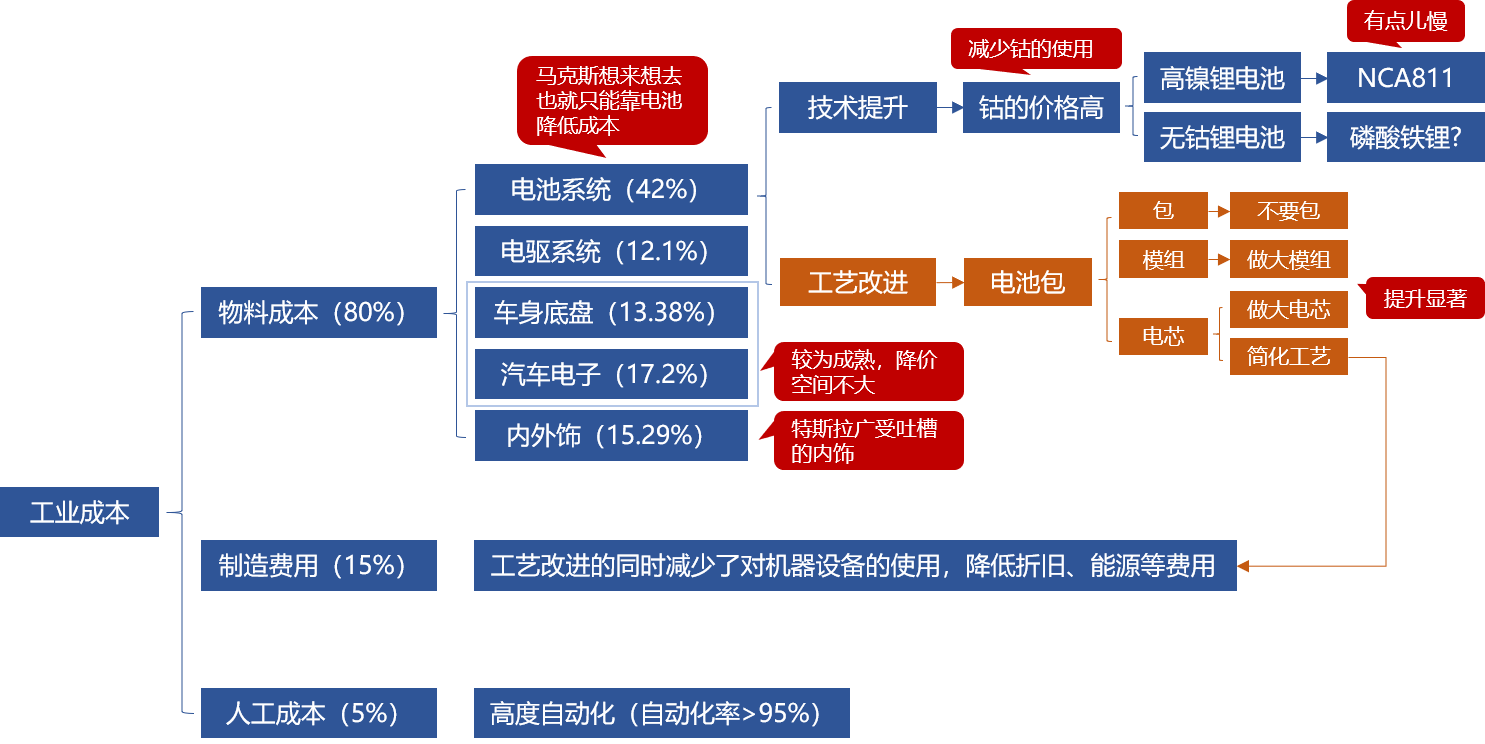 有点儿慢
减少钴的使用
马克斯想来想去
也就只能靠电池
降低成本
技术提升
钴的价格高
高镍锂电池
NCA811
无钴锂电池
磷酸铁锂?
电池系统（42%）
电驱系统（12.1%）
车身底盘（13.38%）
汽车电子（17.2%）
内外饰（15.29%）
工艺改进
电池包
包
不要包
模组
做大模组
电芯
做大电芯
简化工艺
提升显著
较为成熟，降价
空间不大
特斯拉广受吐槽
的内饰
物料成本（80%）
工业成本
制造费用（15%）
工艺改进的同时减少了对机器设备的使用，降低折旧、能源等费用
人工成本（5%）
高度自动化（自动化率>95%）